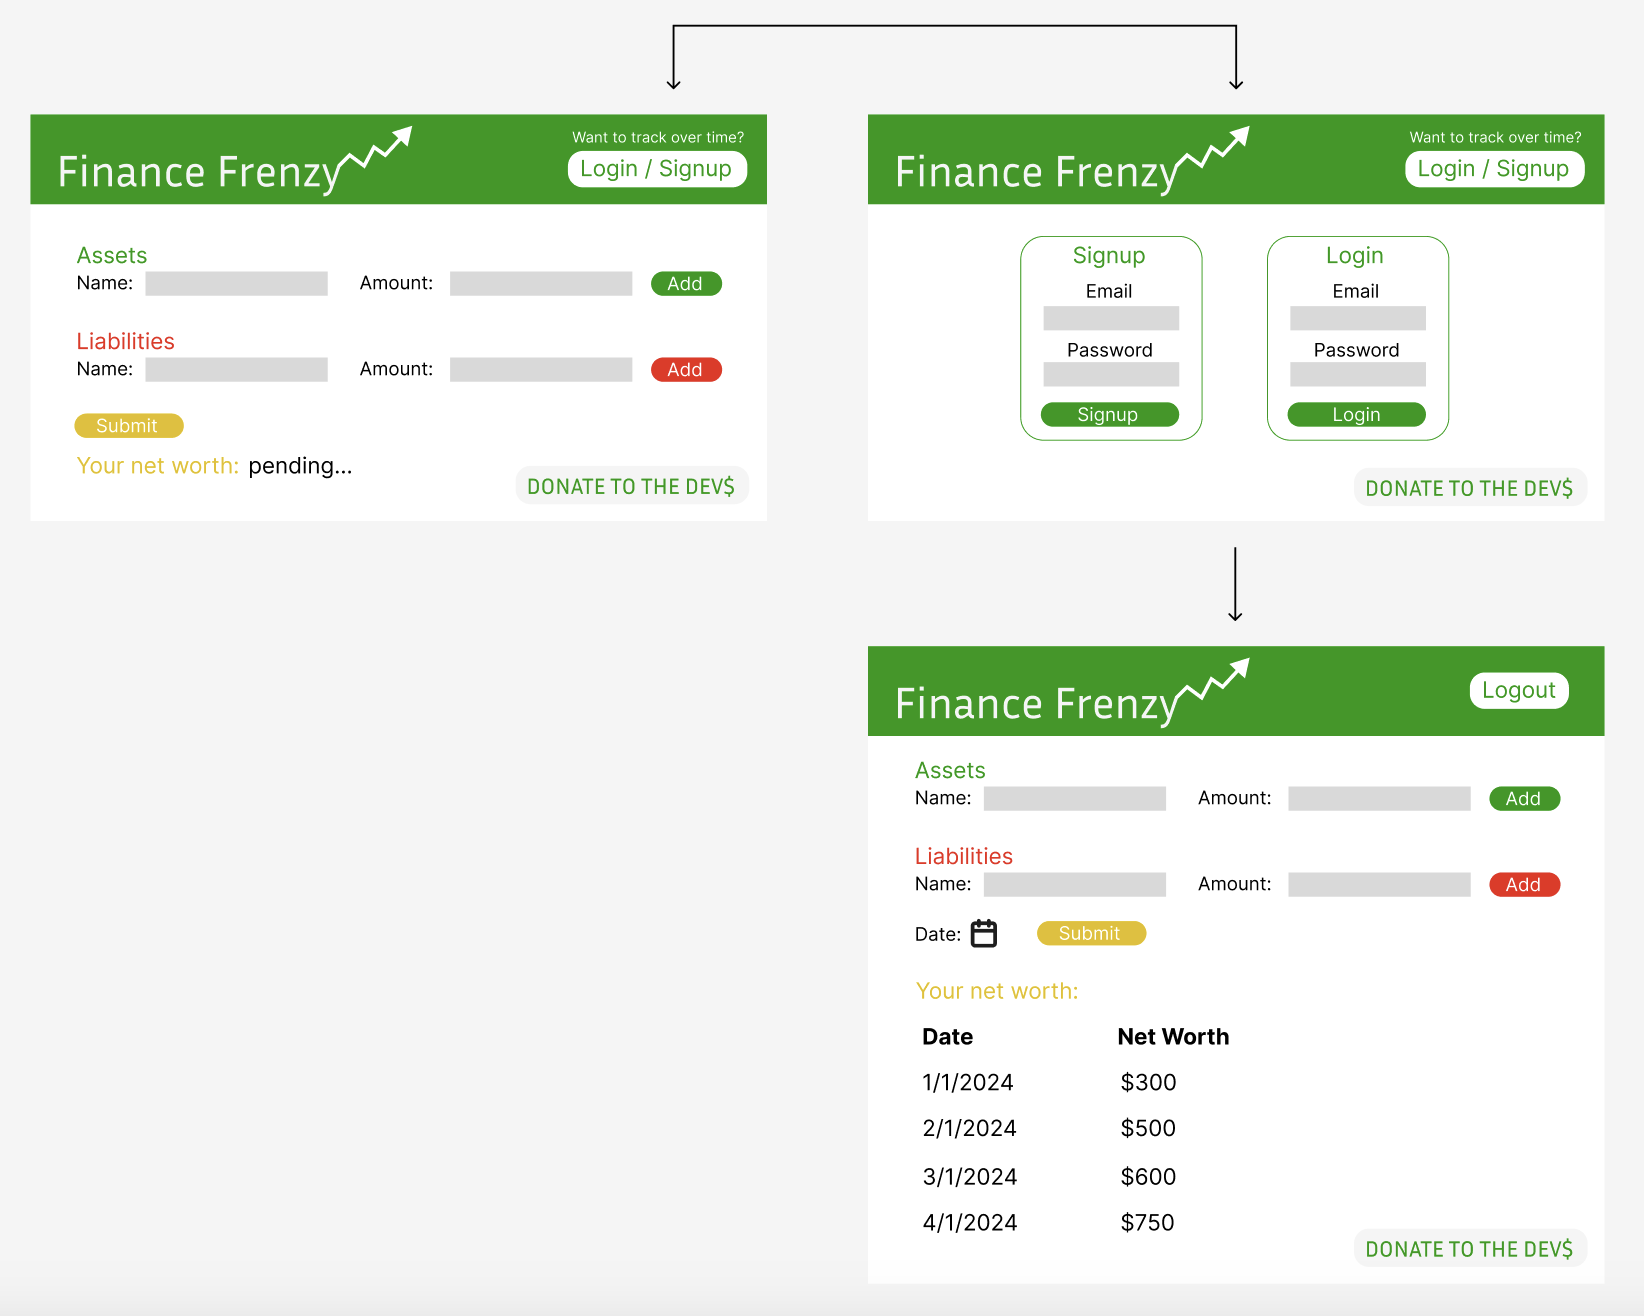 Finance Frenzy
Want to track over time?
Login / Signup
Assets
Name:
Amount:
Add
Liabilities
Name:
Amount:
Add
Submit
Your net worth: pending...
DONATE TO THE DEV$
Finance Frenzy
Want to track over time?
Login / Signup
Signup
Email
Password
Signup
Login
Email
Password
Login
DONATE TO THE DEV$
Finance Frenzy
Logout
Assets
Name:
Amount:
Add
Liabilities
Name:
Amount:
Add
Date:
Submit
Your net worth:
Date Net Worth
1/1/2024 $300
2/1/2024 $500
3/1/2024 $600
4/1/2024 $750
DONATE TO THE DEV$